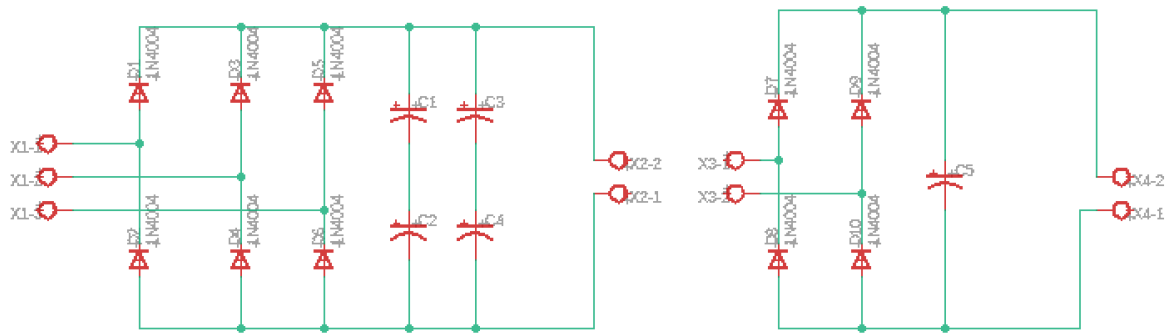 D1
1N4004
D3
1N4004
D5
1N4004
C1
C3
X1-1
X1-2
X1-3
X2-2
X2-1
D2
1N4004
D4
1N4004
D6
1N4004
C2
C4
D7
1N4004
D9
1N4004
X3-1
X3-2
C5
X4-2
X4-1
D8
1N4004
D10
1N4004